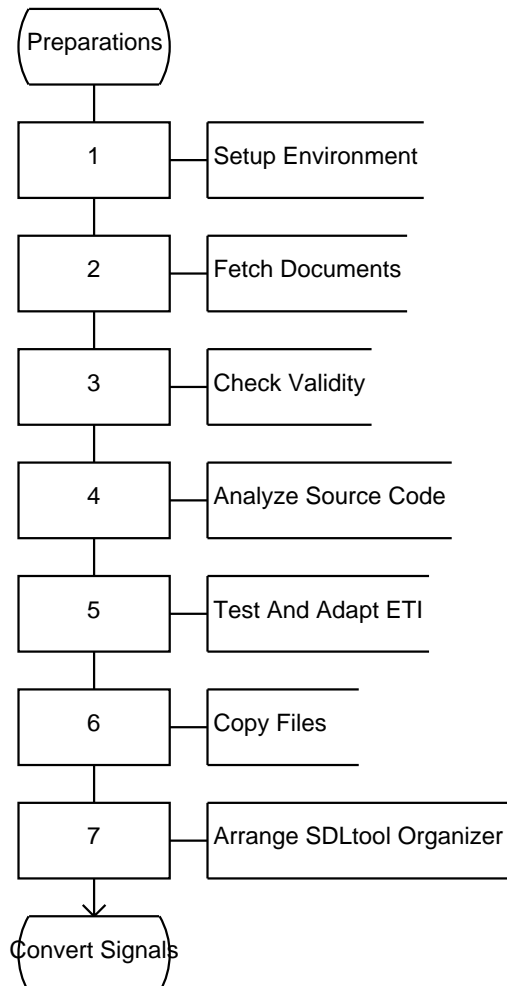 Preparations
1
Setup Environment
2
Fetch Documents
3
Check Validity
4
Analyze Source Code
5
Test And Adapt ETI
6
Copy Files
7
Arrange SDLtool Organizer
Convert Signals